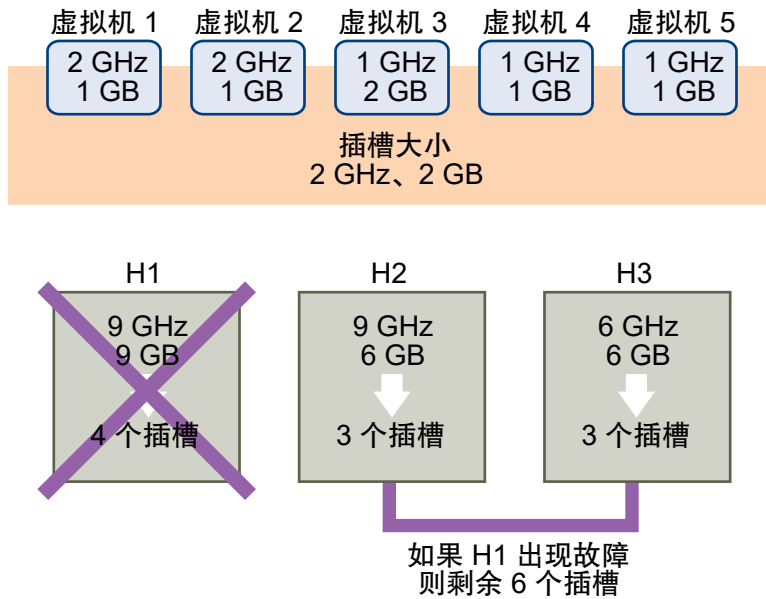 虚拟机 1 虚拟机 2 虚拟机 3 虚拟机 4 虚拟机 5
2 GHz 2 GHz 1 GHz 1 GHz 1 GHz
1 GB 1 GB 2 GB 1 GB 1 GB
插槽大小
2 GHz、2 GB
H1 H2 H3
9 GHz 9 GHz 6 GHz
9 GB 6 GB 6 GB
4 个插槽 3 个插槽 3 个插槽
如果 H1 出现故障
则剩余 6 个插槽